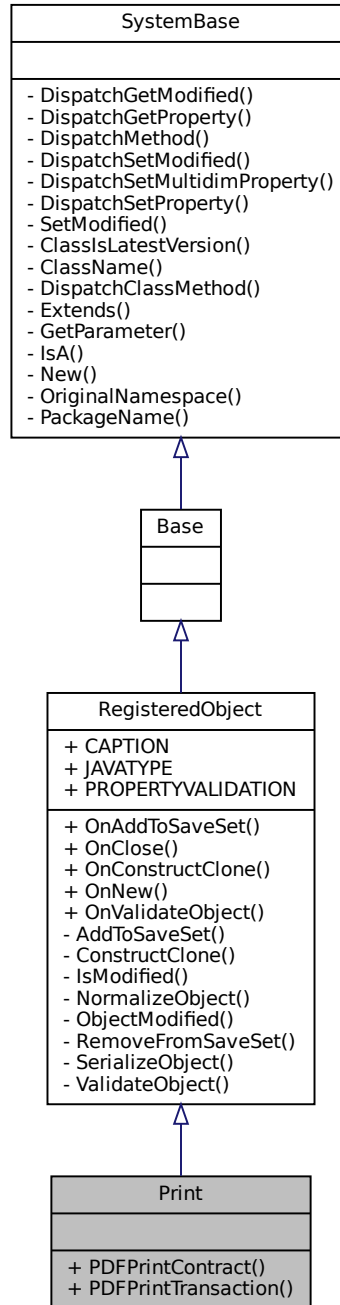 SystemBase
- DispatchGetModified()
- DispatchGetProperty()
- DispatchMethod()
- DispatchSetModified()
- DispatchSetMultidimProperty()
- DispatchSetProperty()
- SetModified()
- ClassIsLatestVersion()
- ClassName()
- DispatchClassMethod()
- Extends()
- GetParameter()
- IsA()
- New()
- OriginalNamespace()
- PackageName()
Base
RegisteredObject
+ CAPTION
+ JAVATYPE
+ PROPERTYVALIDATION
+ OnAddToSaveSet()
+ OnClose()
+ OnConstructClone()
+ OnNew()
+ OnValidateObject()
- AddToSaveSet()
- ConstructClone()
- IsModified()
- NormalizeObject()
- ObjectModified()
- RemoveFromSaveSet()
- SerializeObject()
- ValidateObject()
Print
+ PDFPrintContract()
+ PDFPrintTransaction()